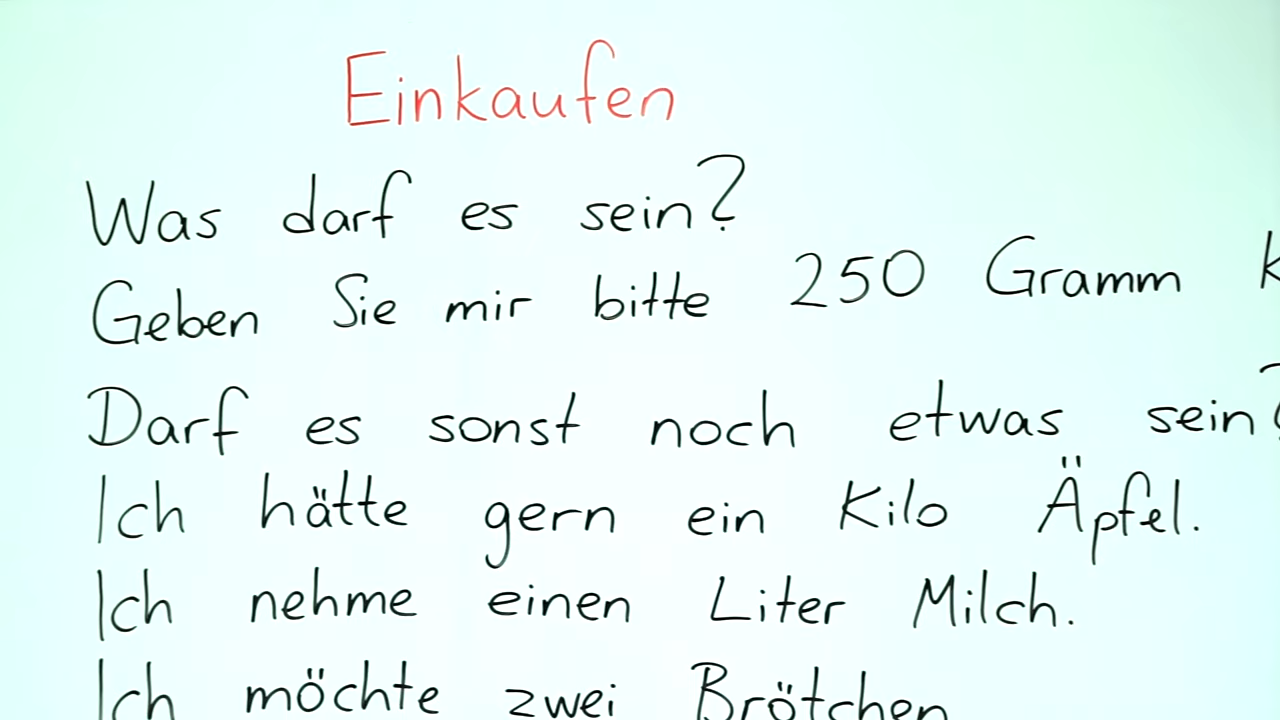 Einkaufen
Was darf es sein?
Geben Sie mir bitte 250 Gramm
Darf es sonst noch etwas sein?
Ich hätte gern ein Kilo Äpfel.
Ich nehme einen Liter Milch.
Ich möchte zwei Brötchen